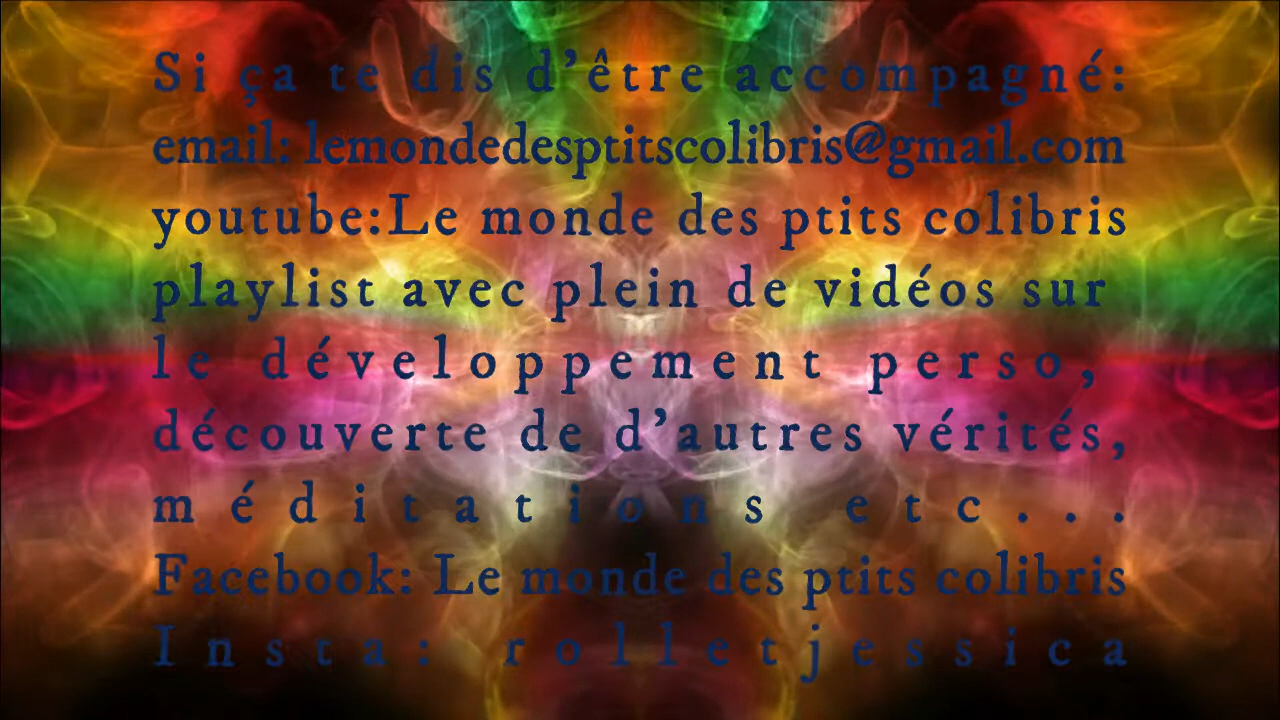 Si ça te dis d'être accompagné:
email: lemondedesptitscolibris@gmail.com
youtube:Le monde des ptits colibris
playlist avec plein de vidéos sur
le développement perso,
découverte de d'autres vérités,
méditations etc...
Facebook: Le monde des ptits colibris
Insta: rolletjessica